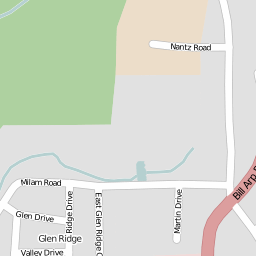 Nantz Road
Bill Arp
Milam Road
Ridge Drive
East Glen Ridge
Martin Drive
Glen Drive
Glen Ridge
Valley Drive